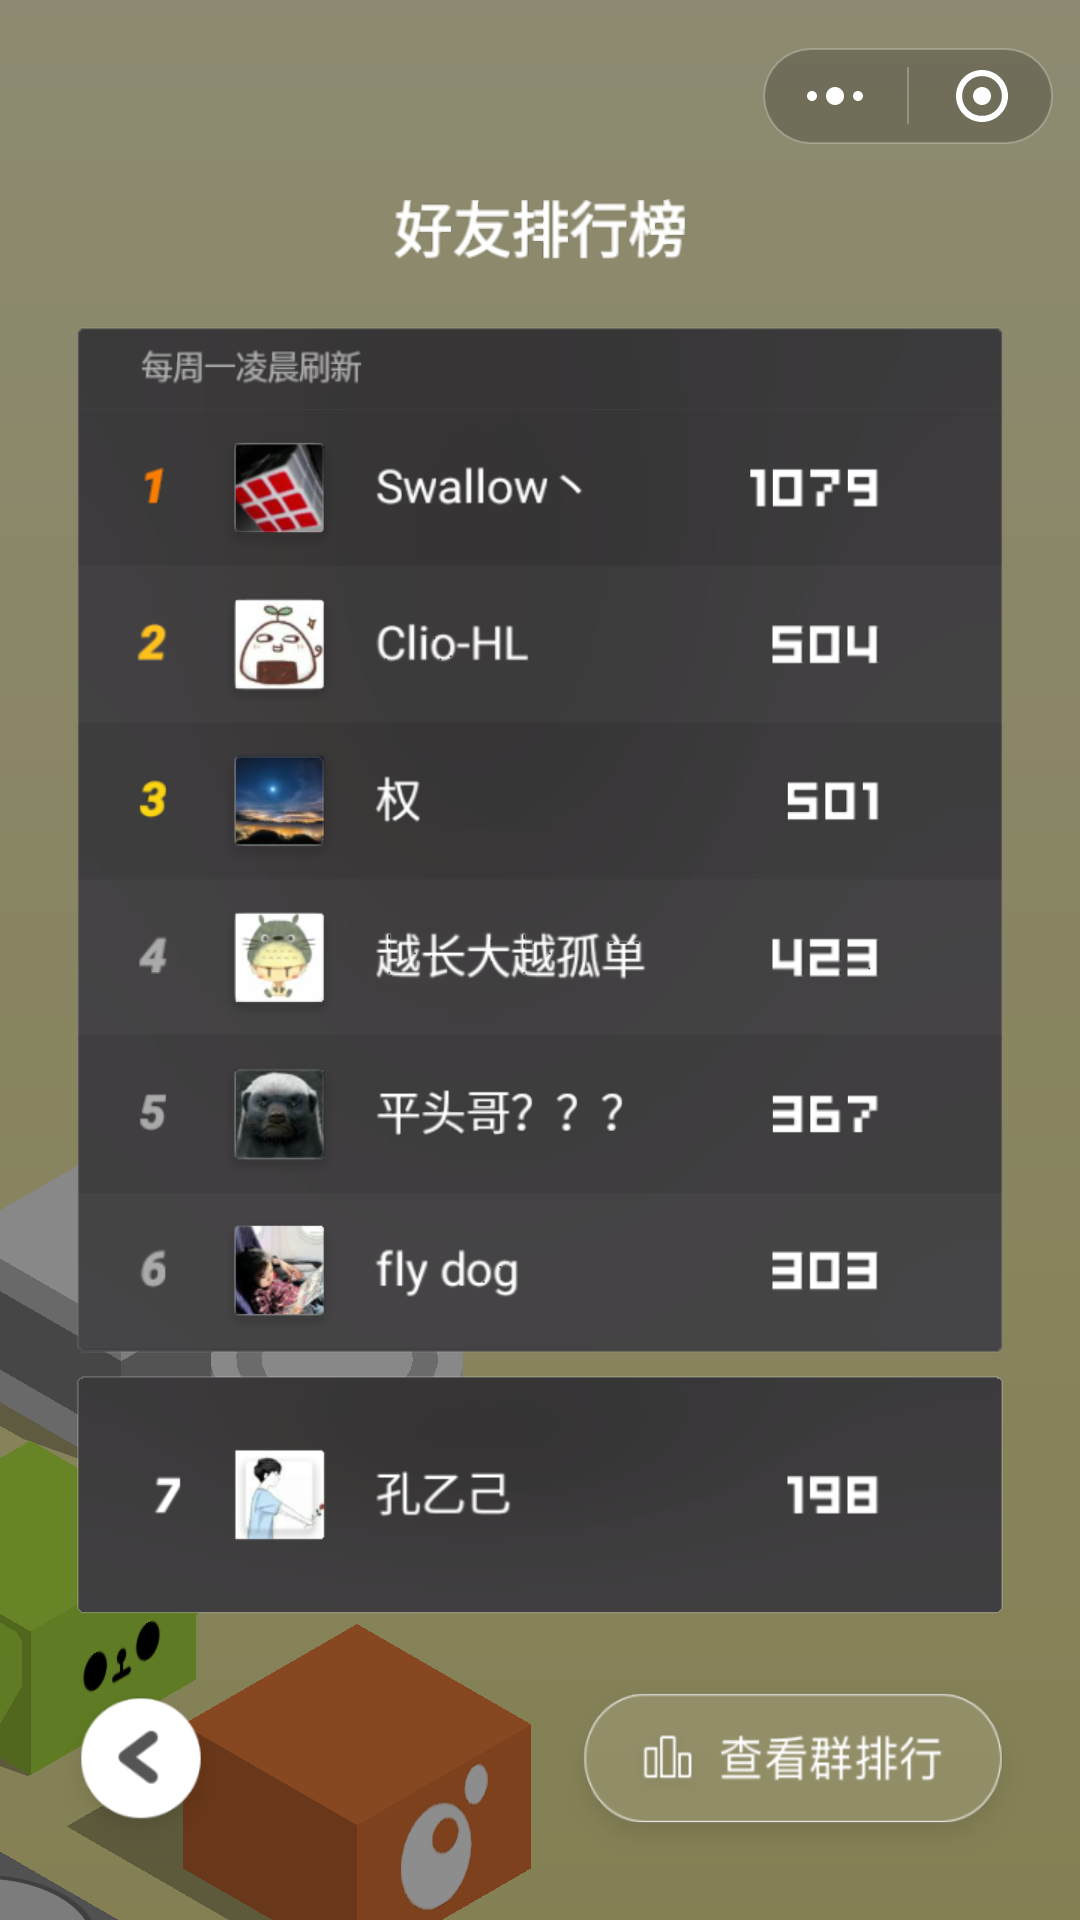 好友排行榜
每周一凌晨刷新
1 Swallow丶 1079
2 Clio-HL 504
3 权 501
4 越长大越孤单 423
5 平头哥？？？ 367
6 fly dog 303
7 孔乙己 198
查看群排行